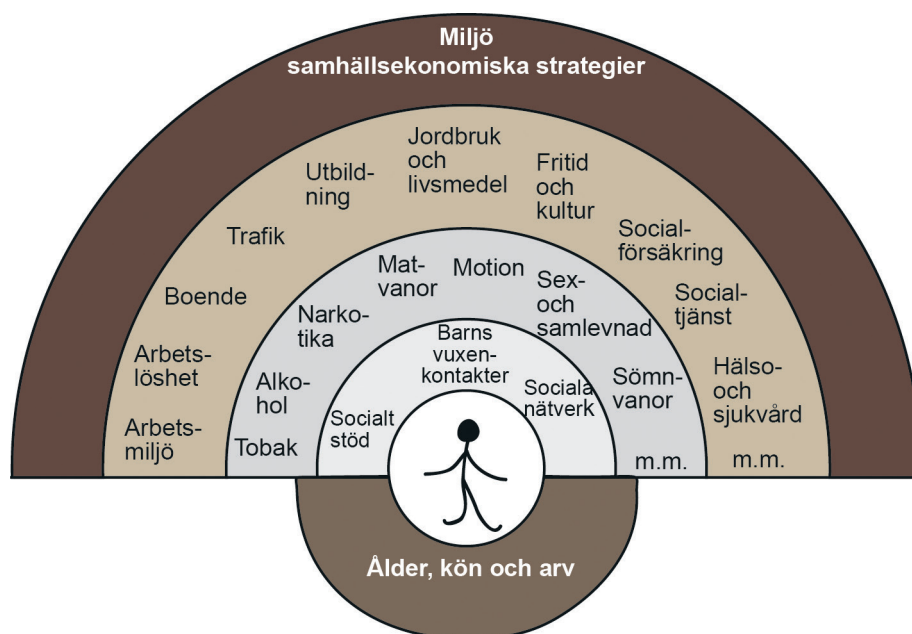 Miljö
samhällsekonomiska strategier
Arbets-
miljö
Arbets-
löshet
Boende
Trafik
Utbild-
ning
Jordbruk
och
livsmedel
Fritid
och
kultur
Social-
försäkring
Social-
tjänst
Hälso-
och
sjukvård
m.m.
Tobak
Alko-
hol
Narko-
tika
Mat-
vanor
Motion
Sex-
och
samlevnad
Sömn-
vanor
m.m.
Socialt
stöd
Barns
vuxen-
kontakter
Sociala
nätverk
Ålder, kön och arv